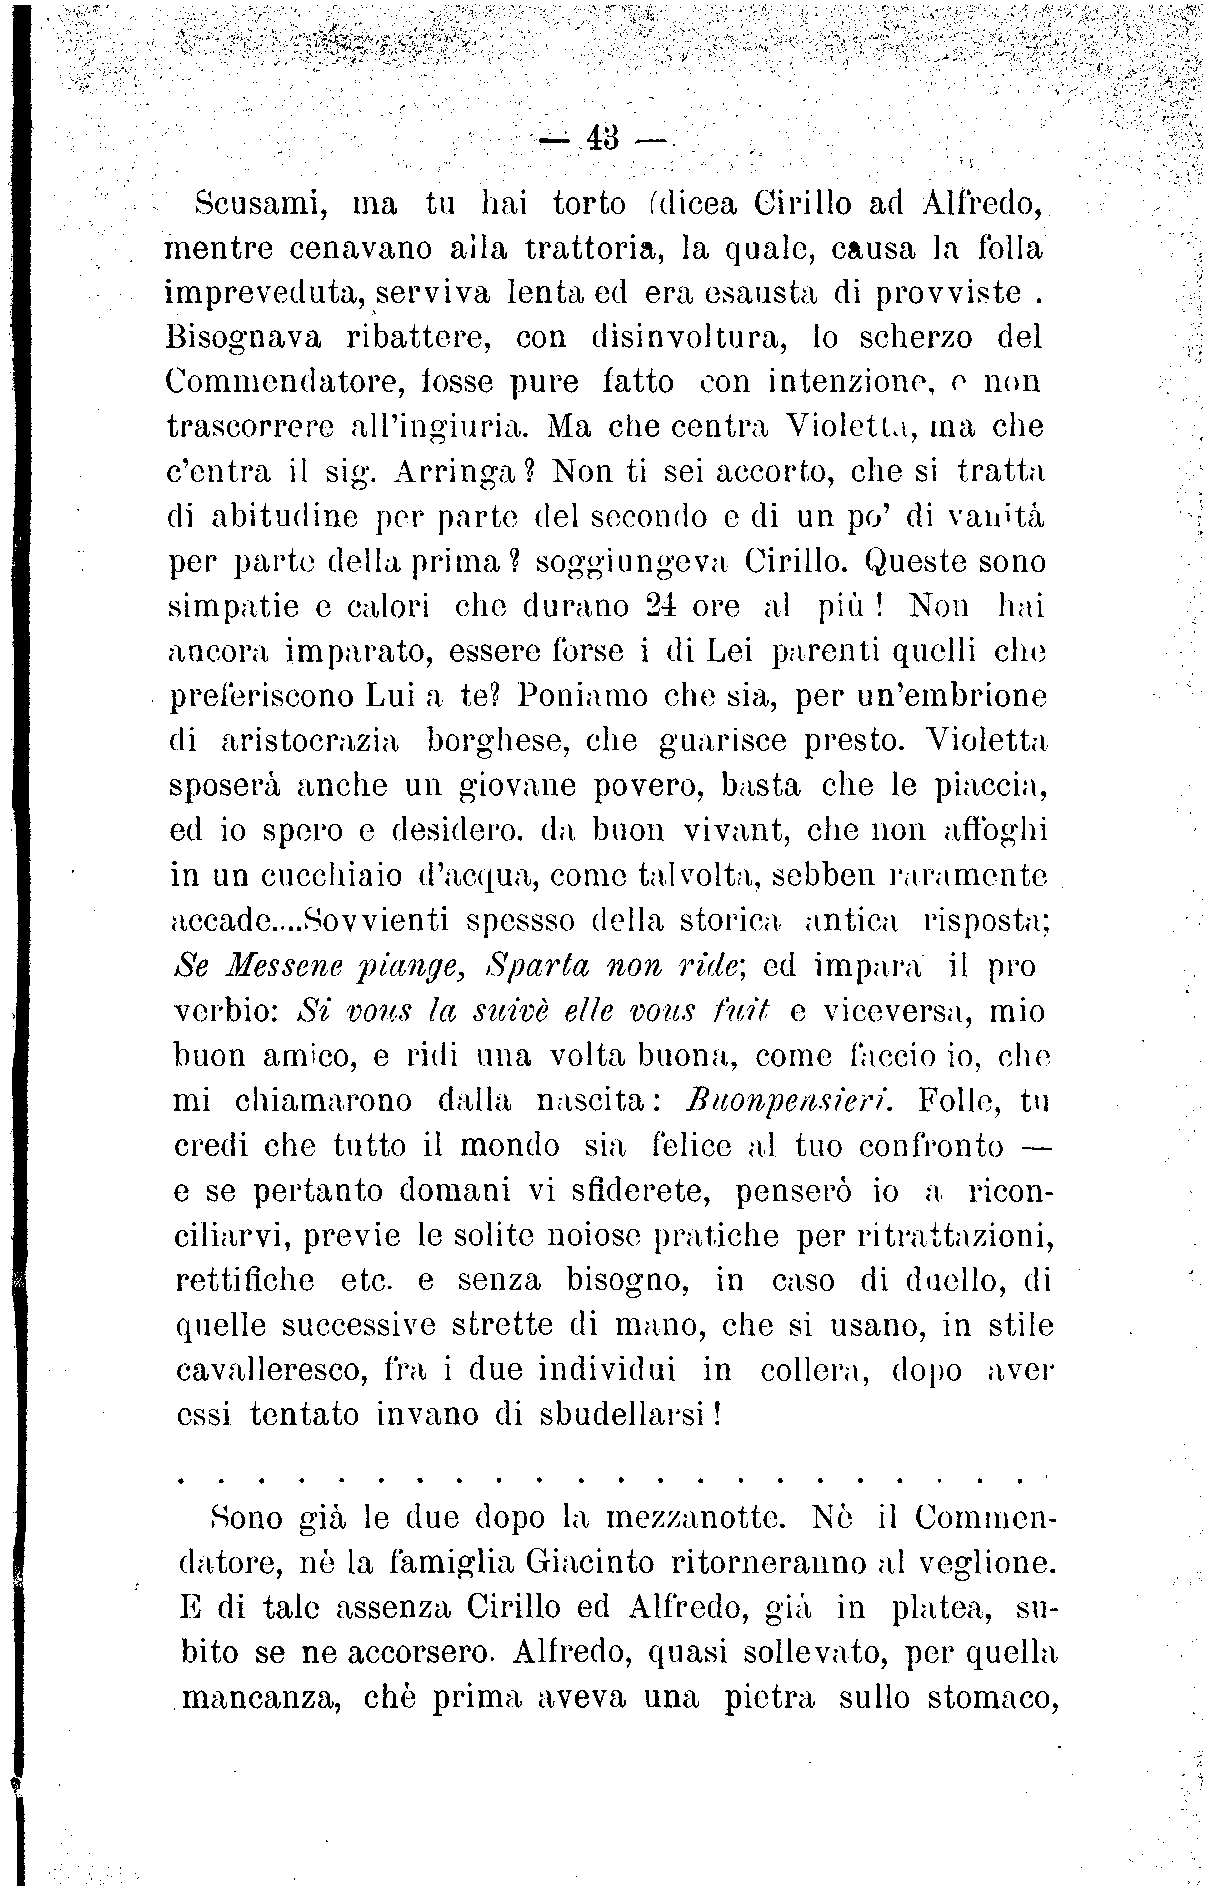 — 43 —
Scusami, ma tu hai torto (dicea Cirillo ad Alfredo,
mentre cenavano alla trattoria, la quale, causa la folla
impreveduta, serviva lenta ed era esausta di provviste .
Bisognava ribattere, con disinvoltura, lo scherzo del
Commendatore, fosse pure fatto con intenzione, e non
trascorrere all'ingiuria. Ma che centra Violetta, ma che
c'entra il sig. Arringa? Non ti sei accorto, che si tratta
di abitudine per parte del secondo e di un po' di vanità
per parte della prima? soggiungeva Cirillo. Queste sono
simpatie e calori che durano 24 ore al più! Non hai
ancora imparato, essere forse i di Lei parenti quelli che
preferiscono Lui a te? Poniamo che sia, per un'embrione
di aristocrazia borghese, che guarisce presto. Violetta
sposerà anche un giovane povero, basta che le piaccia,
ed io spero e desidero. da buon vivant, che non affoghi
in un cucchiaio d'acqua, come talvolta, sebben raramente
accade....Sovvienti spessso della storica antica risposta;
Se Messene piange, Sparta non ride; ed impara il pro
verbio: Si vous la suivè elle vous fuit e viceversa, mio
buon amico, e ridi una volta buona, come faccio io, che
mi chiamarono dalla nascita: Buonpensieri. Folle, tu
credi che tutto il mondo sia felice al tuo confronto —
e se pertanto domani vi sfiderete, penserò io a ricon-
ciliarvi, previe le solite noiose pratiche per ritrattazioni,
rettifiche etc. e senza bisogno, in caso di duello, di
quelle successive strette di mano, che si usano, in stile
cavalleresco, fra i due individui in collera, dopo aver
essi tentato invano di sbudellarsi!
. . . . . . . . . . . . . . . . . . . . . . .
Sono già le due dopo la mezzanotte. Nè il Commen-
datore, nè la famiglia Giacinto ritorneranno al veglione.
E di tale assenza Cirillo ed Alfredo, già in platea, su-
bito se ne accorsero. Alfredo, quasi sollevato, per quella
mancanza, chè prima aveva una pietra sullo stomaco,